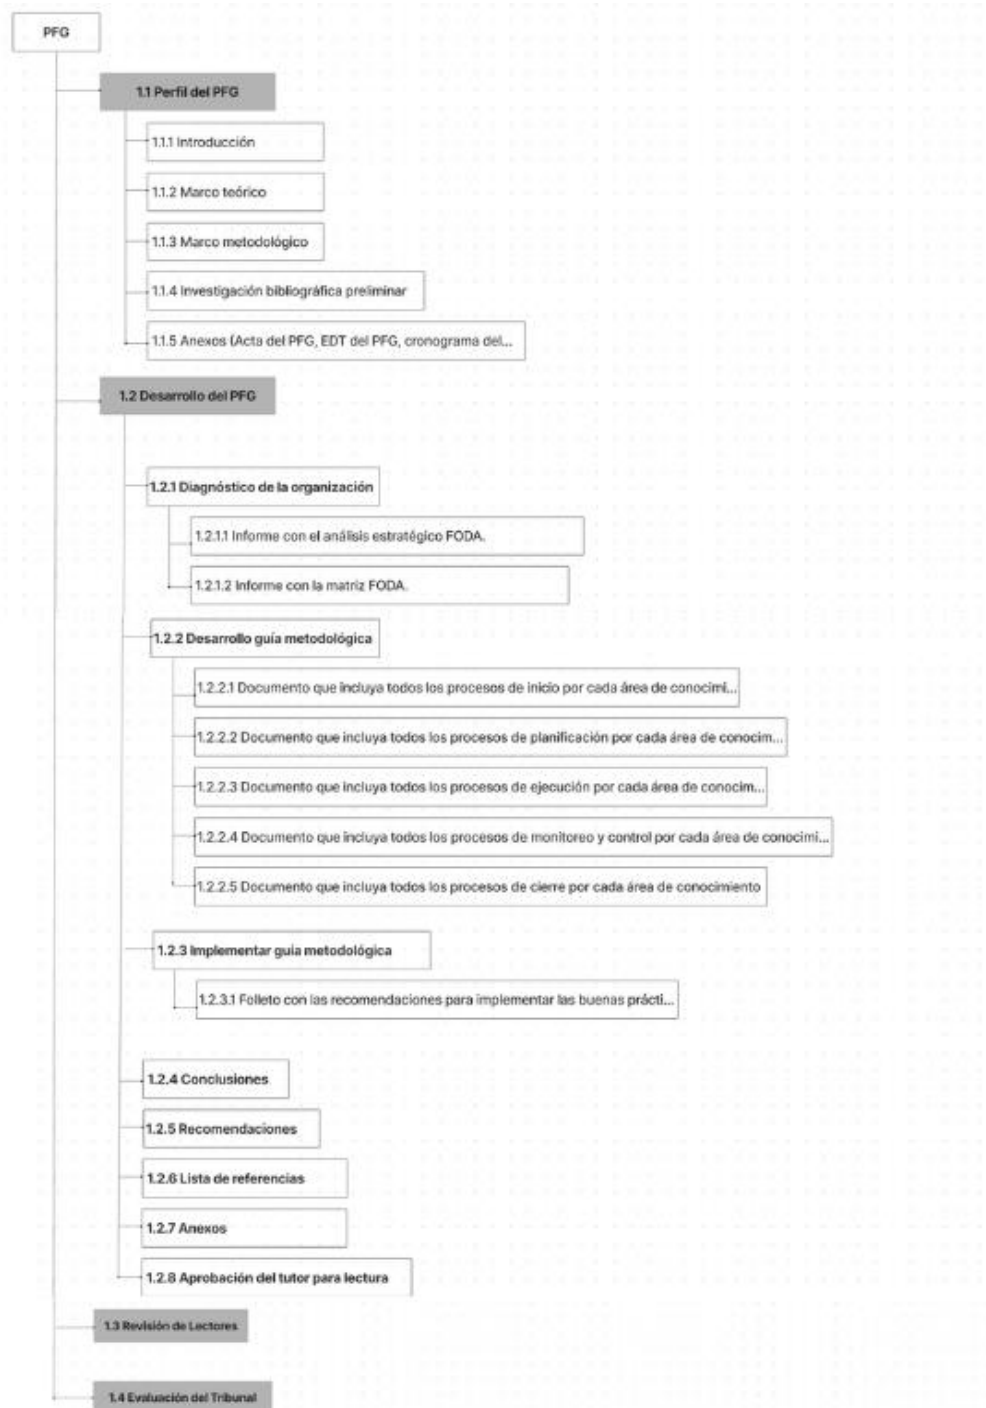 PFG
1.1 Perfil del PFG
1.1.1 Introducción
1.1.2 Marco teórico
1.1.3 Marco metodológico
1.1.4 Investigación bibliográfica preliminar
1.1.5 Anexos (Acta del PFG, EDT del PFG, cronograma del...
1.2 Desarrollo del PFG
1.2.1 Diagnóstico de la organización
1.2.1.1 Informe con el análisis estratégico FODA.
1.2.1.2 Informe con la matriz FODA.
1.2.2 Desarrollo guía metodológica
1.2.2.1 Documento que incluya todos los procesos de inicio por cada área de conocimi...
1.2.2.2 Documento que incluya todos los procesos de planificación por cada área de conocim...
1.2.2.3 Documento que incluya todos los procesos de ejecución por cada área de conocim...
1.2.2.4 Documento que incluya todos los procesos de monitoreo y control por cada área de conocimi...
1.2.2.5 Documento que incluya todos los procesos de cierre por cada área de conocimiento
1.2.3 Implementar guía metodológica
1.2.3.1 Folleto con las recomendaciones para implementar las buenas prácti...
1.2.4 Conclusiones
1.2.5 Recomendaciones
1.2.6 Lista de referencias
1.2.7 Anexos
1.2.8 Aprobación del tutor para lectura
1.3 Revisión de Lectores
1.4 Evaluación del Tribunal